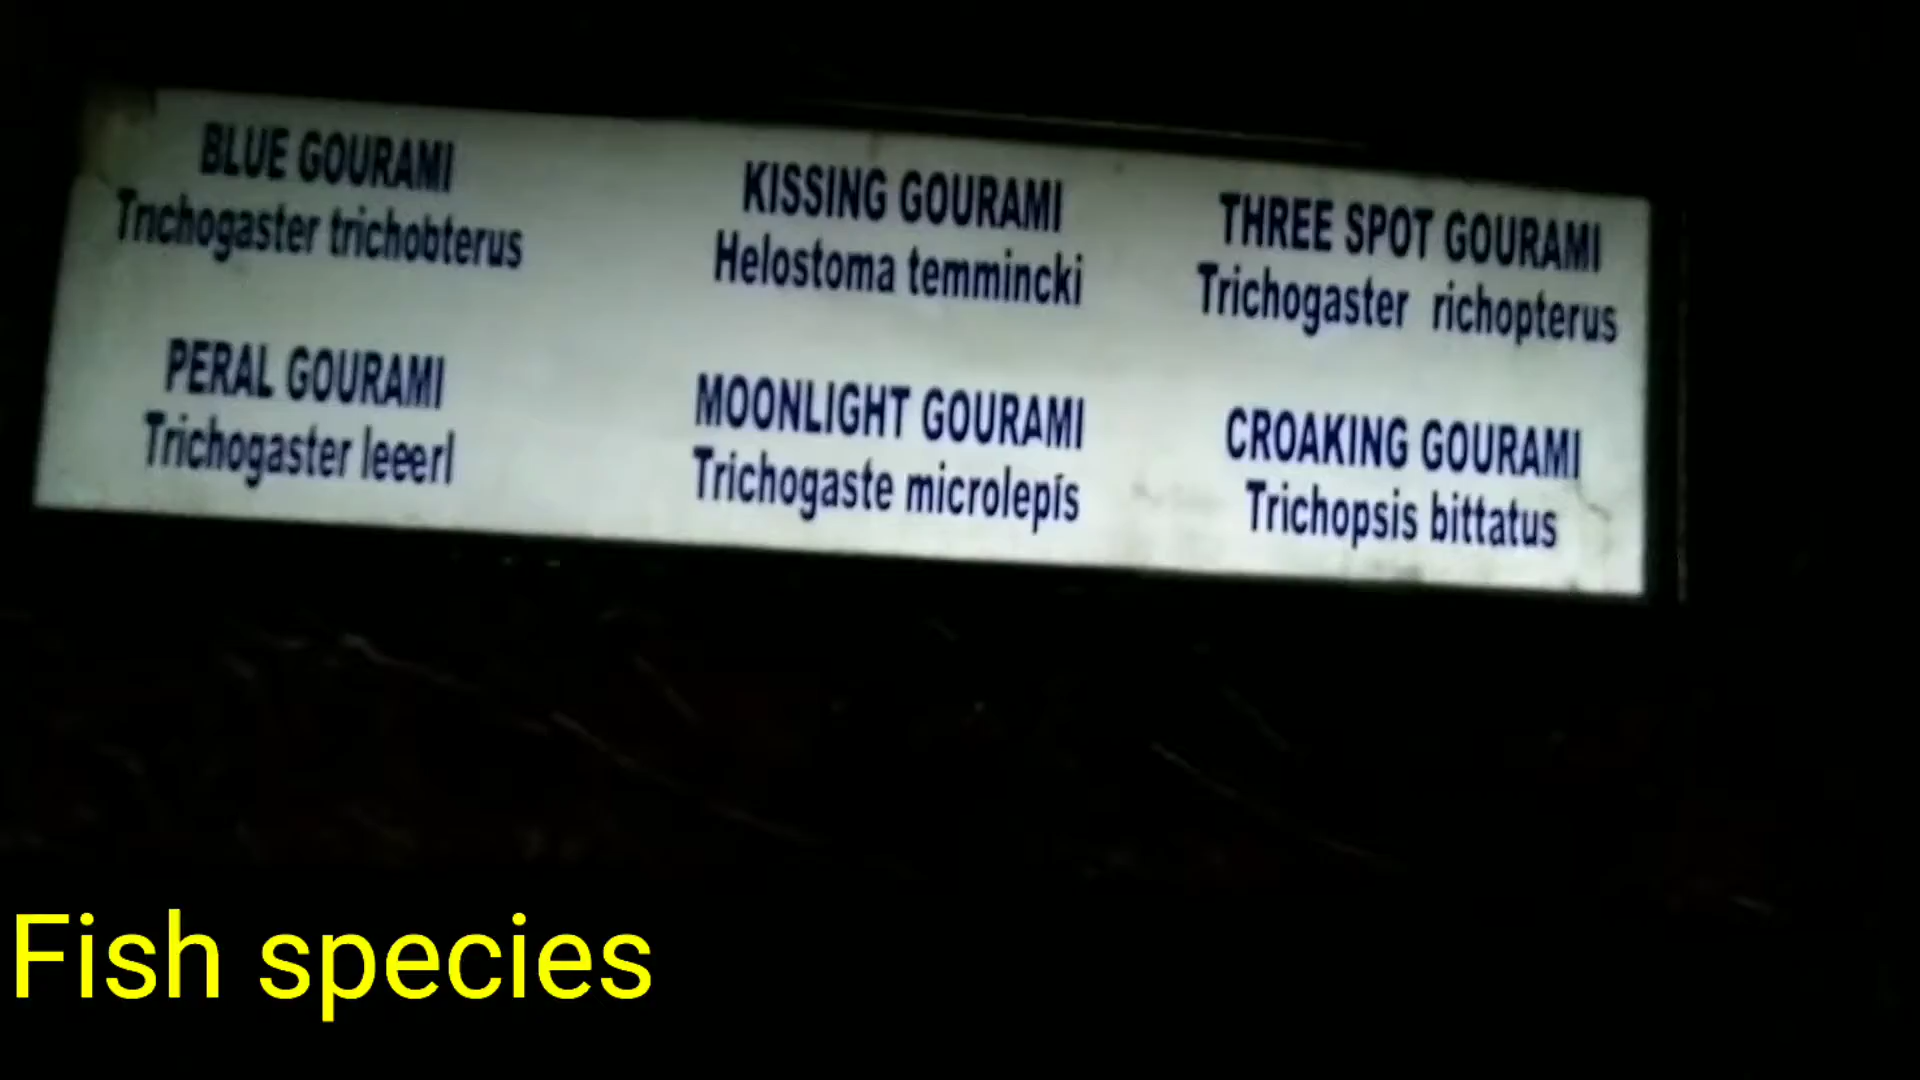 BLUE GOURAMI
Trichogaster trichobterus
KISSING GOURAMI
Helostoma temmincki
THREE SPOT GOURAMI
Trichogaster richopterus
PERAL GOURAMI
Trichogaster leeerl
MOONLIGHT GOURAMI
Trichogaste microlepís
CROAKING GOURAMI
Trichopsis bittatus
Fish species